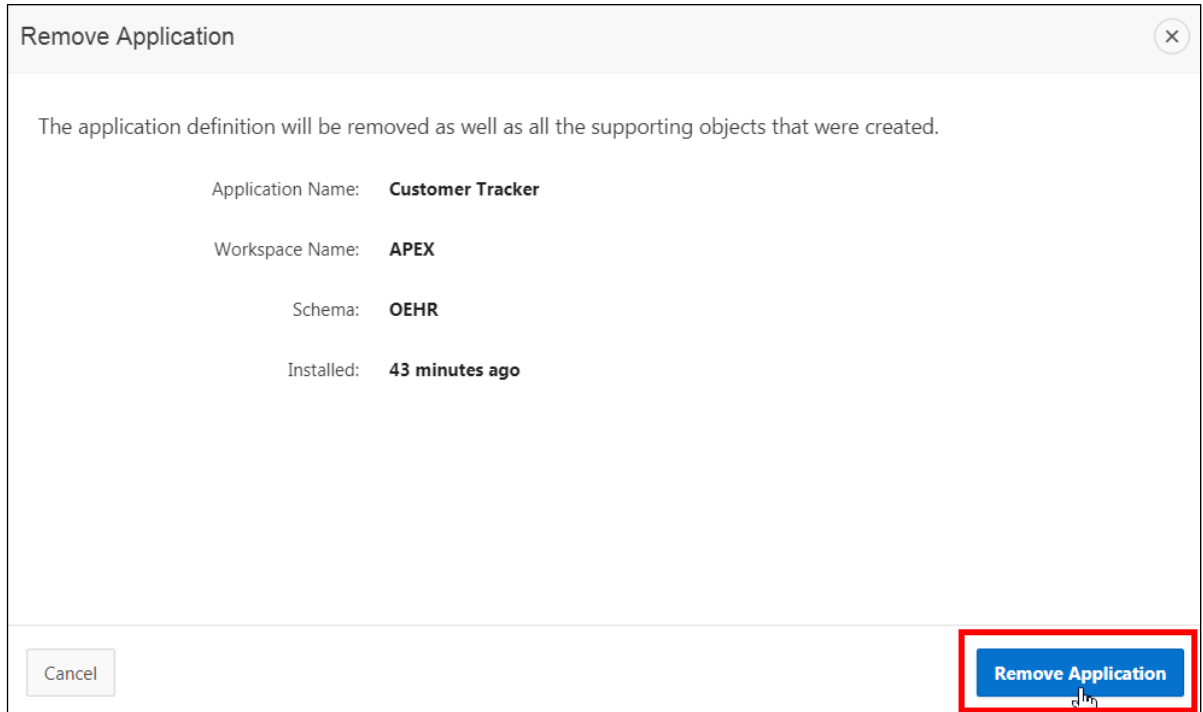 Remove Application
The application definition will be removed as well as all the supporting objects that were created.
Application Name: Customer Tracker
Workspace Name: APEX
Schema: OEHR
Installed: 43 minutes ago
Cancel
Remove Application